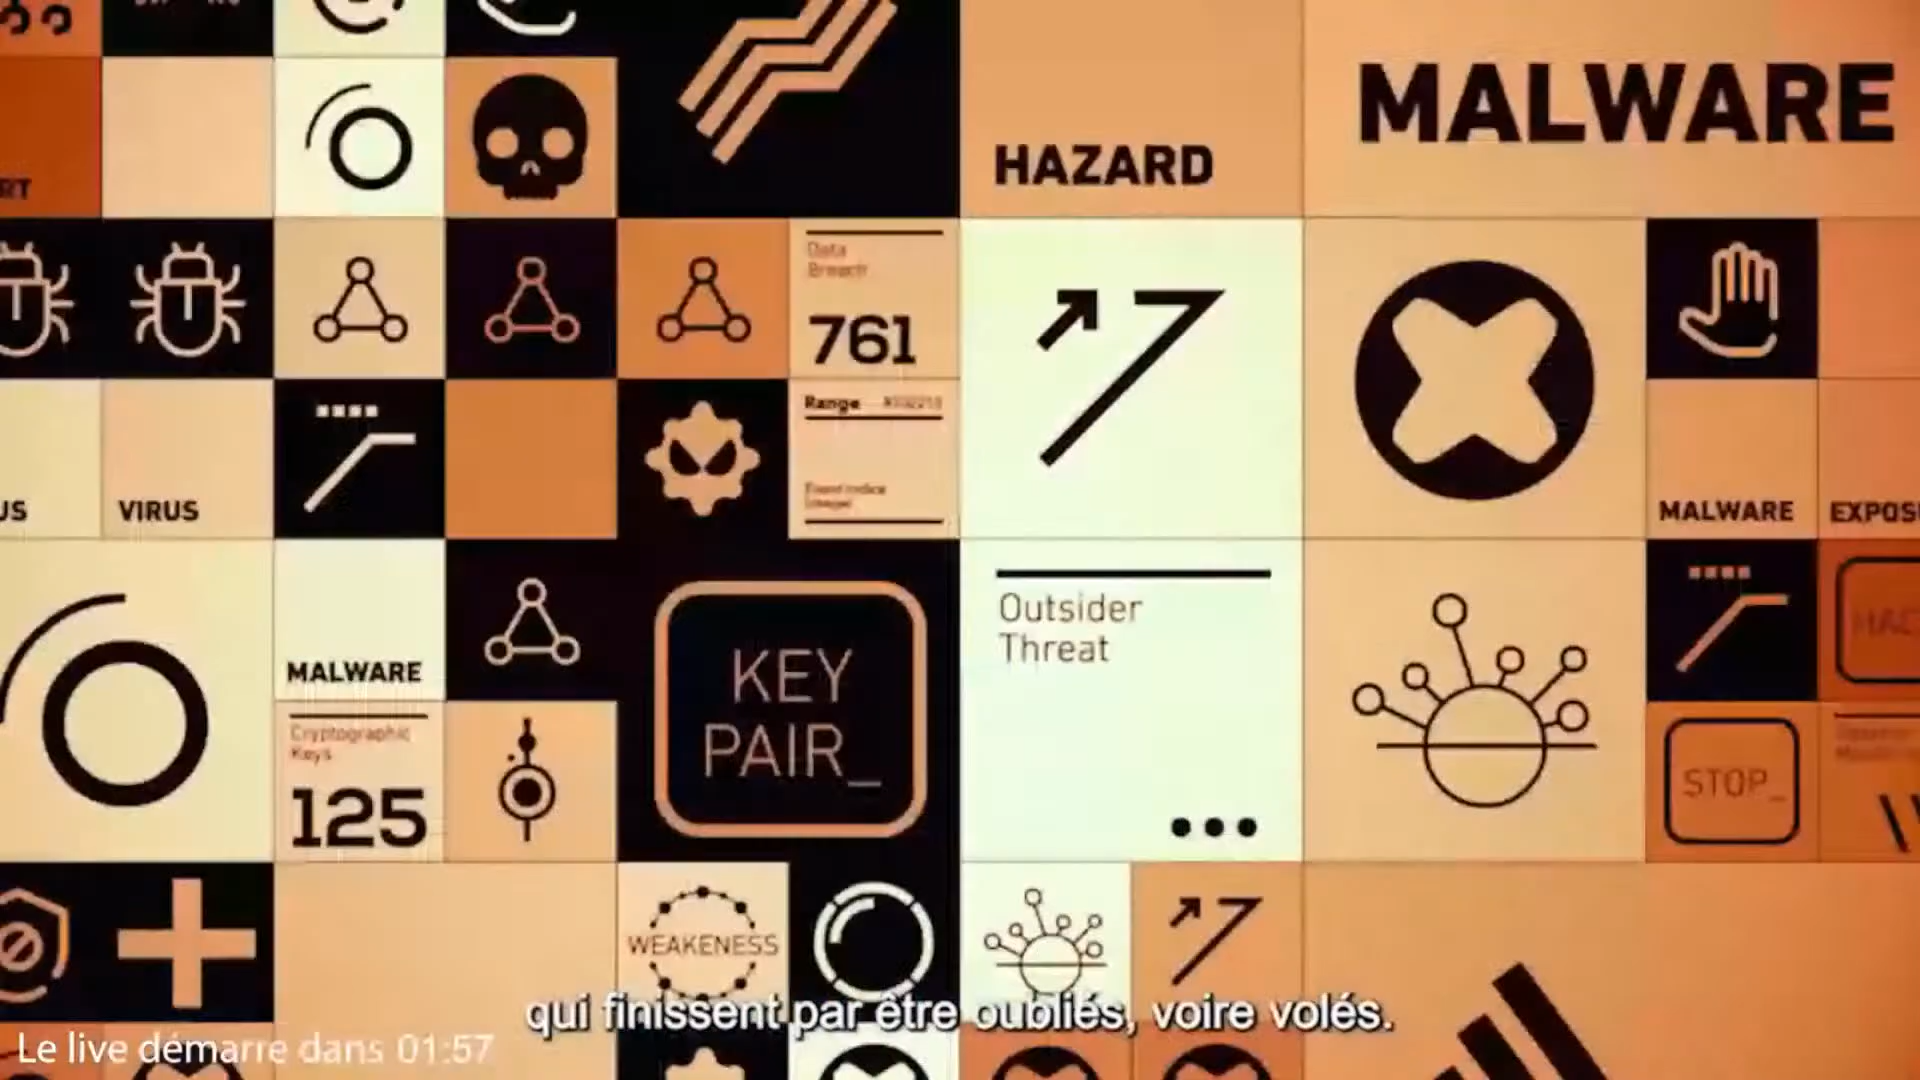 HAZARD
MALWARE
Data
Breach
761
Range
VIRUS
MALWARE
MALWARE
Cryptographic
Keys
125
KEY
PAIR_
Outsider
Threat
STOP_
WEAKENESS
qui finissent par être oubliés, voire volés.
Le live démarre dans 01:57